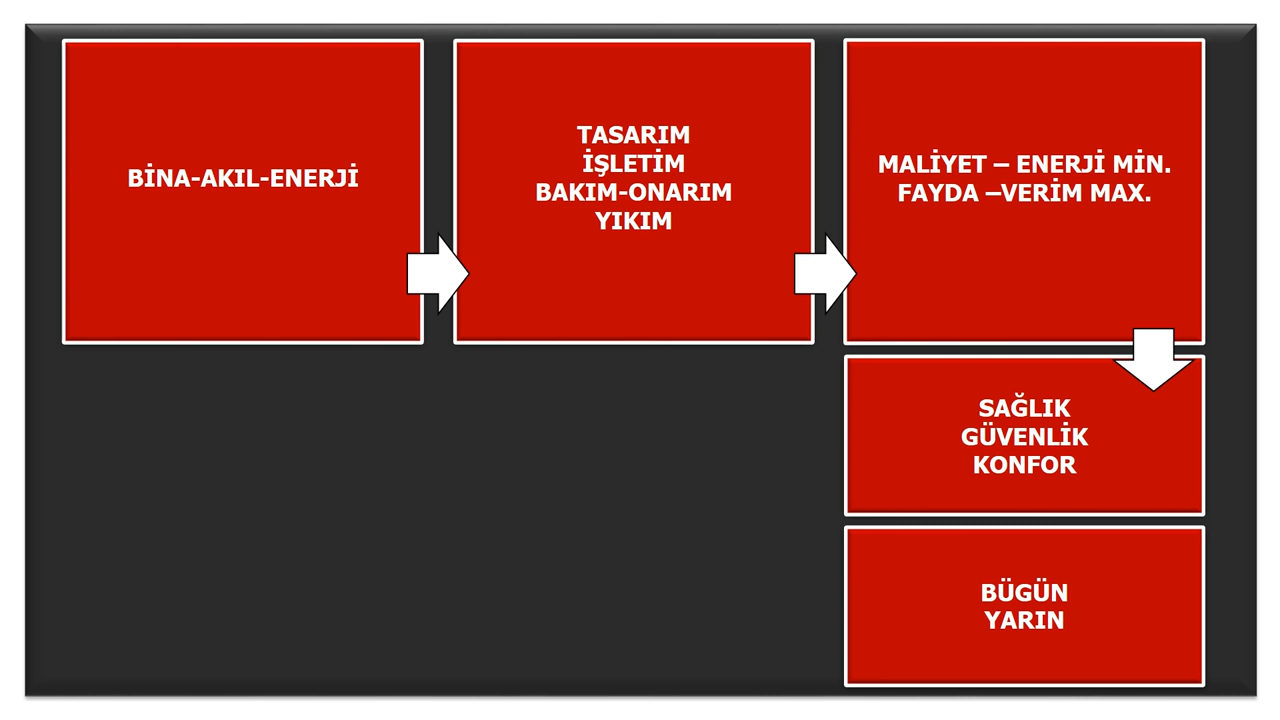 BİNA-AKIL-ENERJİ
TASARIM
İŞLETİM
BAKIM-ONARIM
YIKIM
MALİYET – ENERJİ MİN.
FAYDA –VERİM MAX.
SAĞLIK
GÜVENLİK
KONFOR
BÜGÜN
YARIN